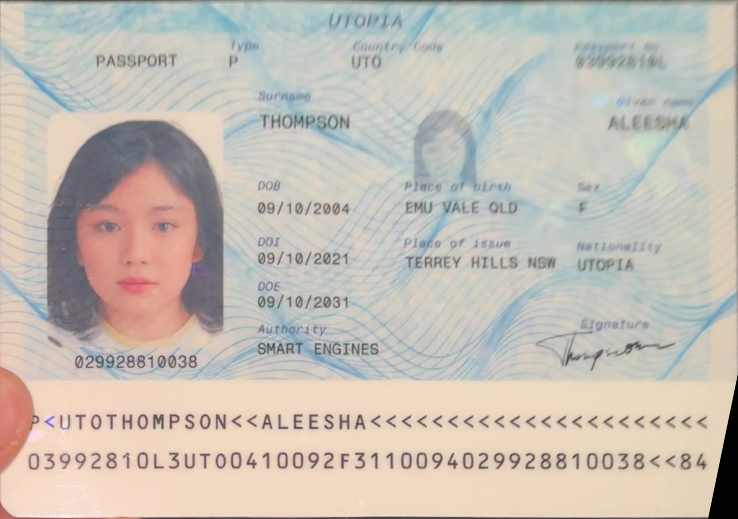 UTOPIA
Type Country Code Passport No
PASSPORT P UTO 03992810L
Surname Given name
THOMPSON ALEESHA
DOB Place of birth Sex
09/10/2004 EMU VALE QLD F
DOI Place of issue Nationality
09/10/2021 TERREY HILLS NSW UTOPIA
DOE
09/10/2031
Authority Signature
SMART ENGINES Thompson
029928810038
P<UTOTHOMPSON<<ALEESHA<<<<<<<<<<<<<<<<<<<<<<
03992810L3UTO0410092F3110094029928810038<<84